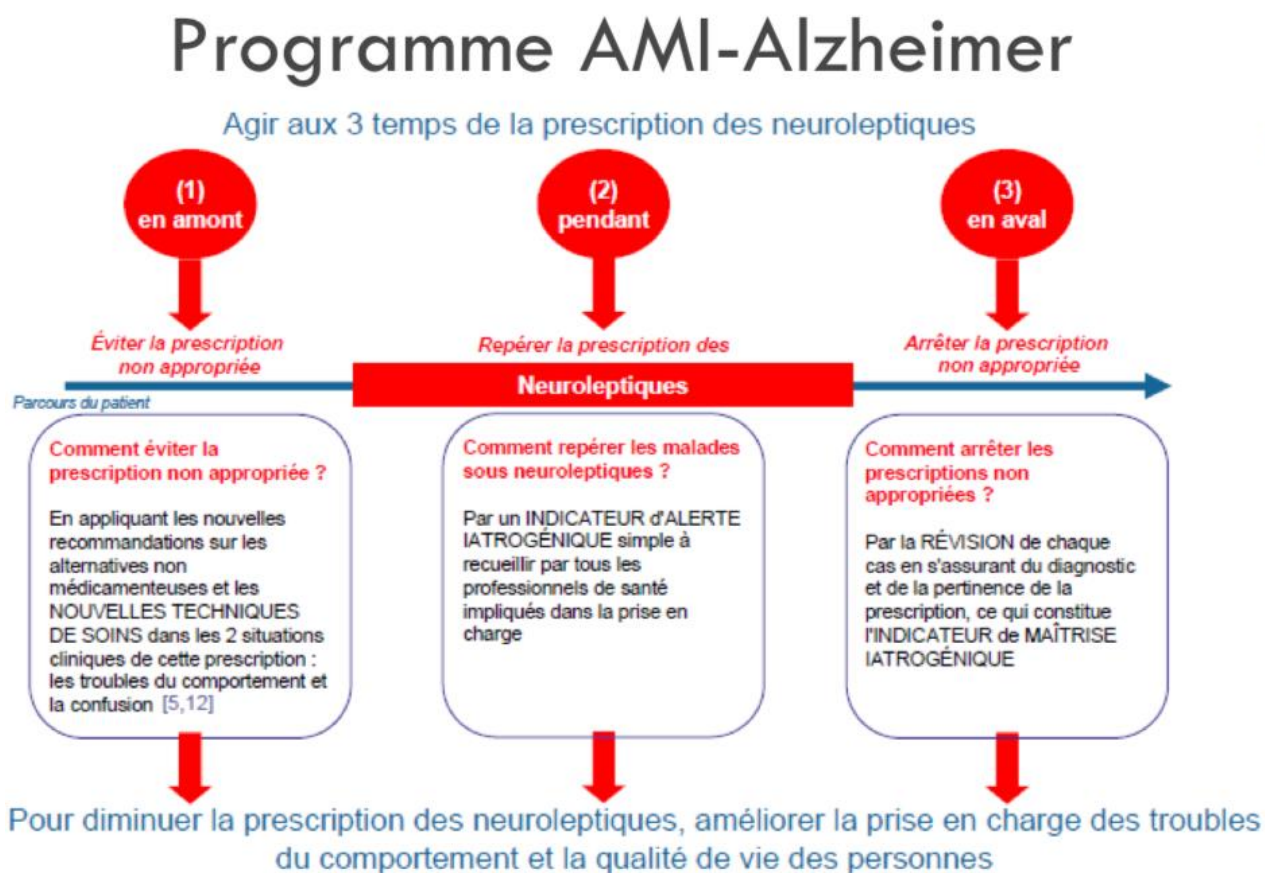 Programme AMI-Alzheimer
Agir aux 3 temps de la prescription des neuroleptiques
(1)
en amont
(2)
pendant
(3)
en aval
Éviter la prescription
non appropriée
Repérer la prescription des
Arrêter la prescription
non appropriée
Neuroleptiques
Parcours du patient
Comment éviter la
prescription non appropriée ?
En appliquant les nouvelles
recommandations sur les
alternatives non
médicamenteuses et les
NOUVELLES TECHNIQUES
DE SOINS dans les 2 situations
cliniques de cette prescription :
les troubles du comportement et
la confusion [5,12]
Comment repérer les malades
sous neuroleptiques ?
Par un INDICATEUR d'ALERTE
IATROGÉNIQUE simple à
recueillir par tous les
professionnels de santé
impliqués dans la prise en
charge
Comment arrêter les
prescriptions non
appropriées ?
Par la RÉVISION de chaque
cas en s'assurant du diagnostic
et de la pertinence de la
prescription, ce qui constitue
l'INDICATEUR de MAÎTRISE
IATROGÉNIQUE
Pour diminuer la prescription des neuroleptiques, améliorer la prise en charge des troubles
du comportement et la qualité de vie des personnes